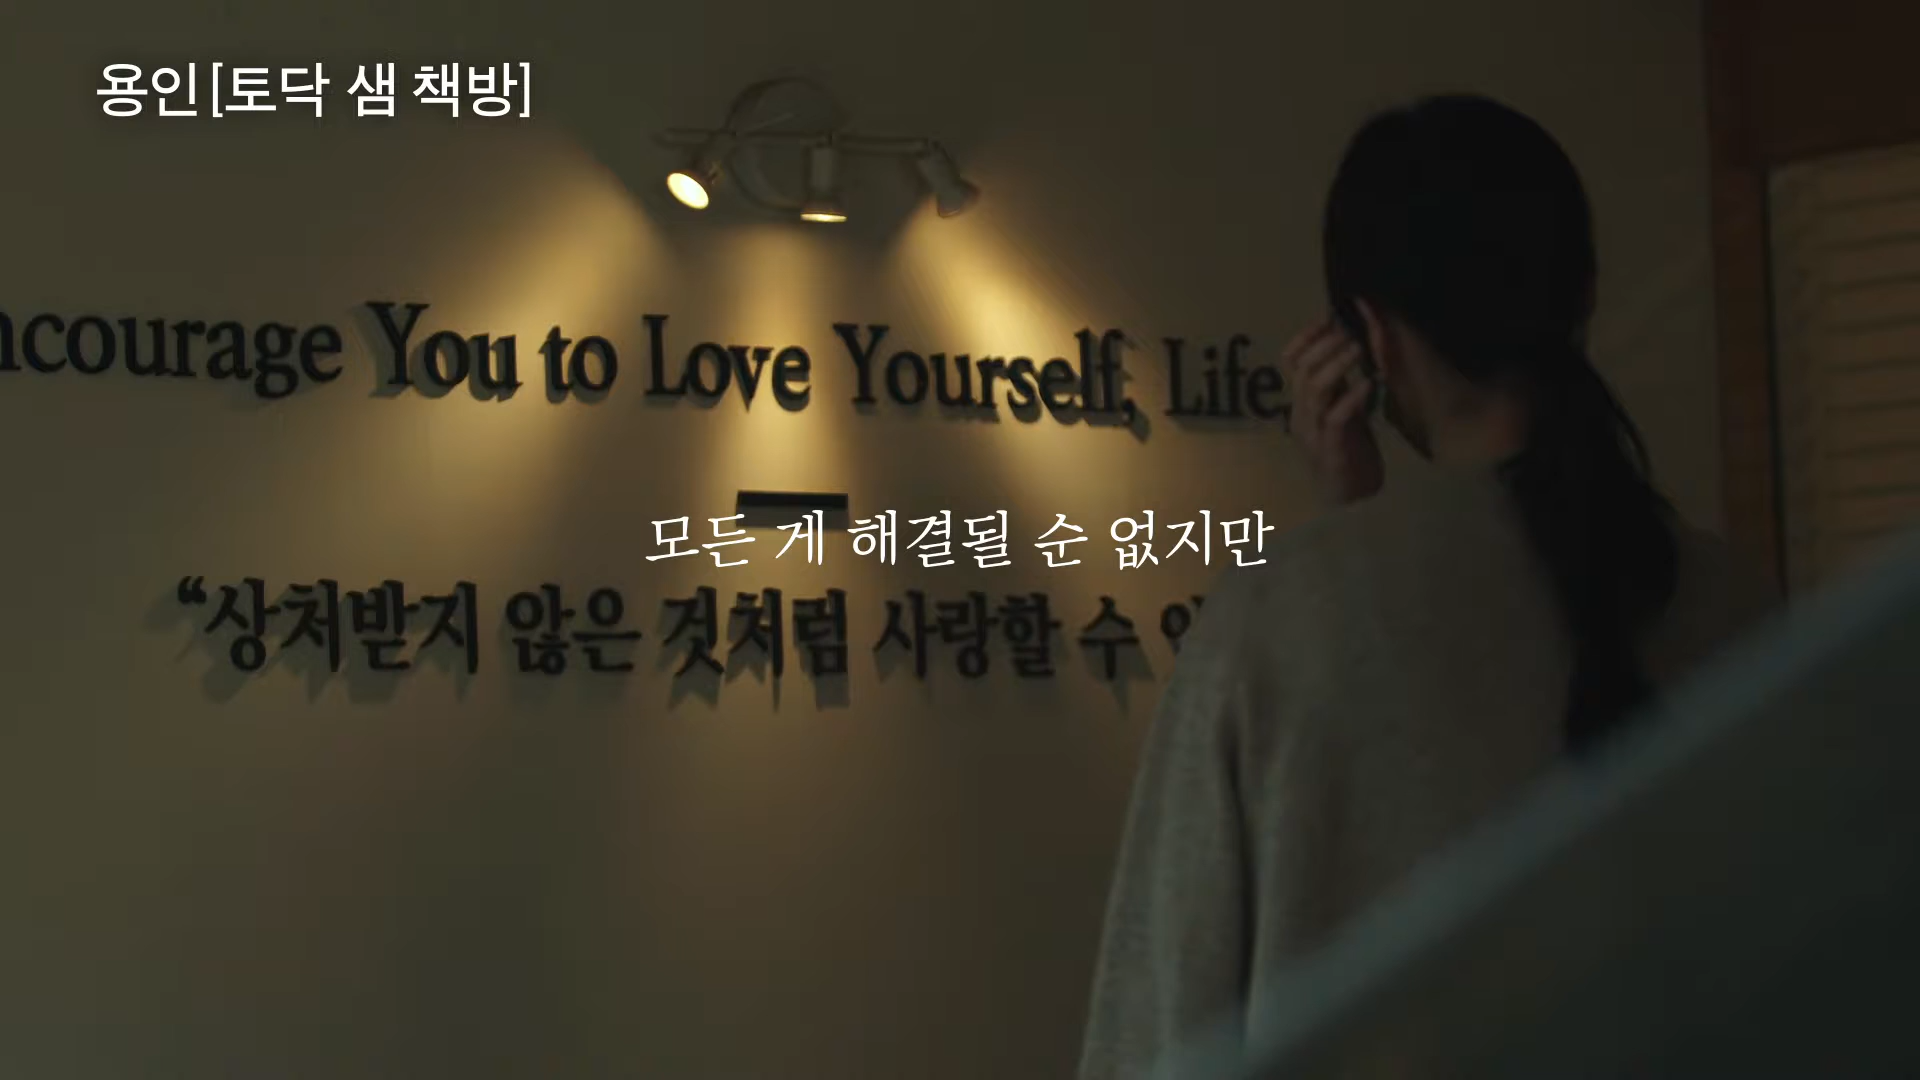 용인 [토닥 샘 책방]
ncourage You to Love Yourself, Life,
모든 게 해결될 순 없지만
“상처받지 않은 것처럼 사랑할 수